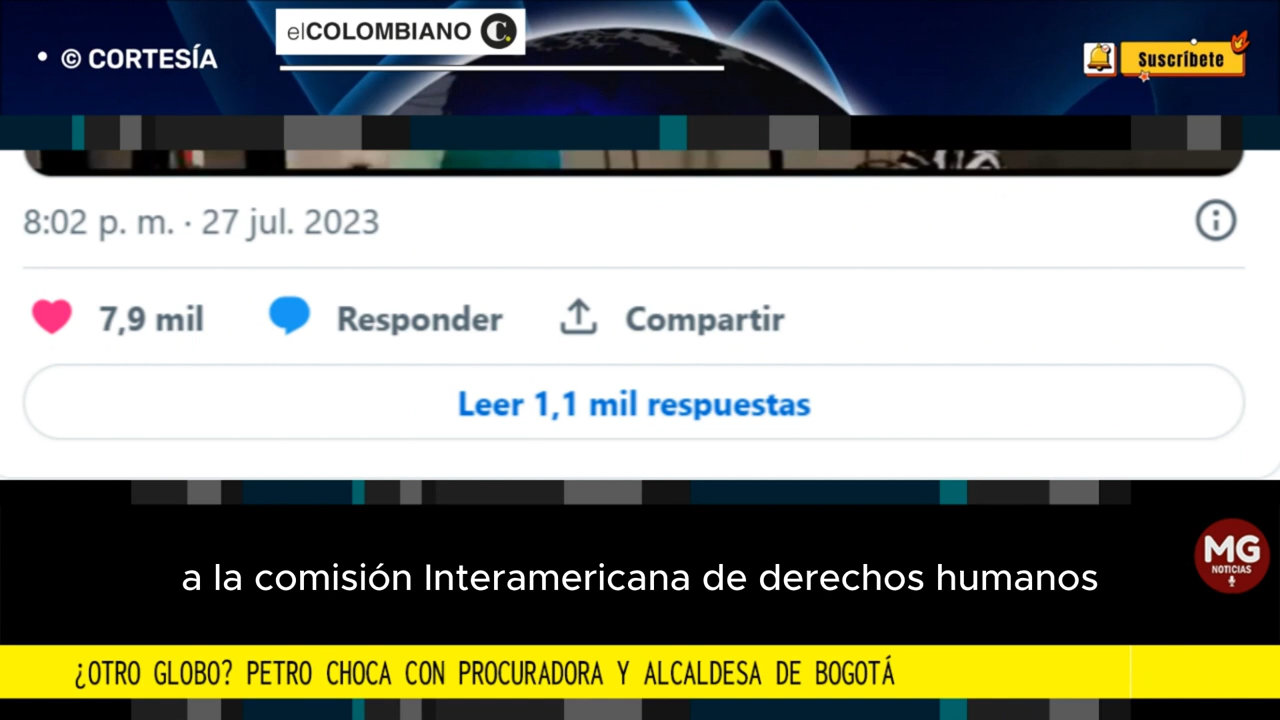 • © CORTESÍA
elCOLOMBIANO C.
Suscríbete
8:02 p. m. · 27 jul. 2023
7,9 mil Responder Compartir
Leer 1,1 mil respuestas
a la comisión Interamericana de derechos humanos
MG
NOTICIAS
¿OTRO GLOBO? PETRO CHOCA CON PROCURADORA Y ALCALDESA DE BOGOTÁ